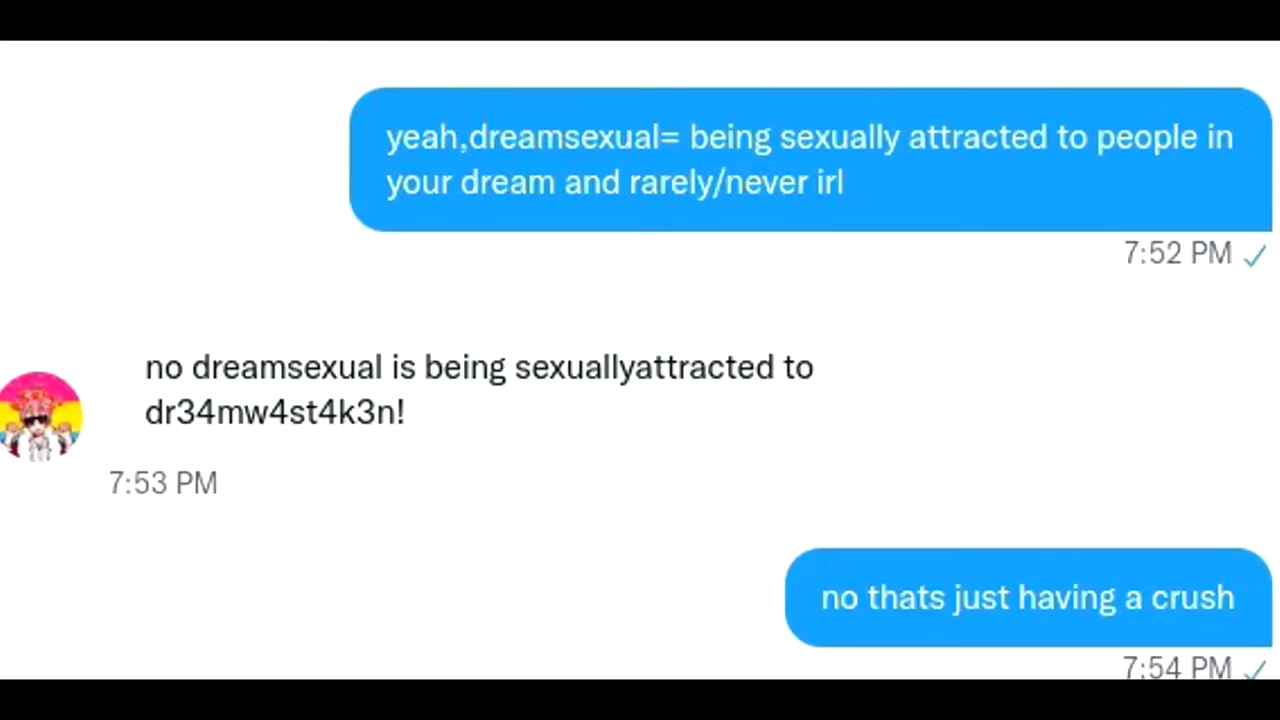 yeah,dreamsexual= being sexually attracted to people in
your dream and rarely/never irl
7:52 PM
no dreamsexual is being sexuallyattracted to
dr34mw4st4k3n!
7:53 PM
no thats just having a crush
7:54 PM